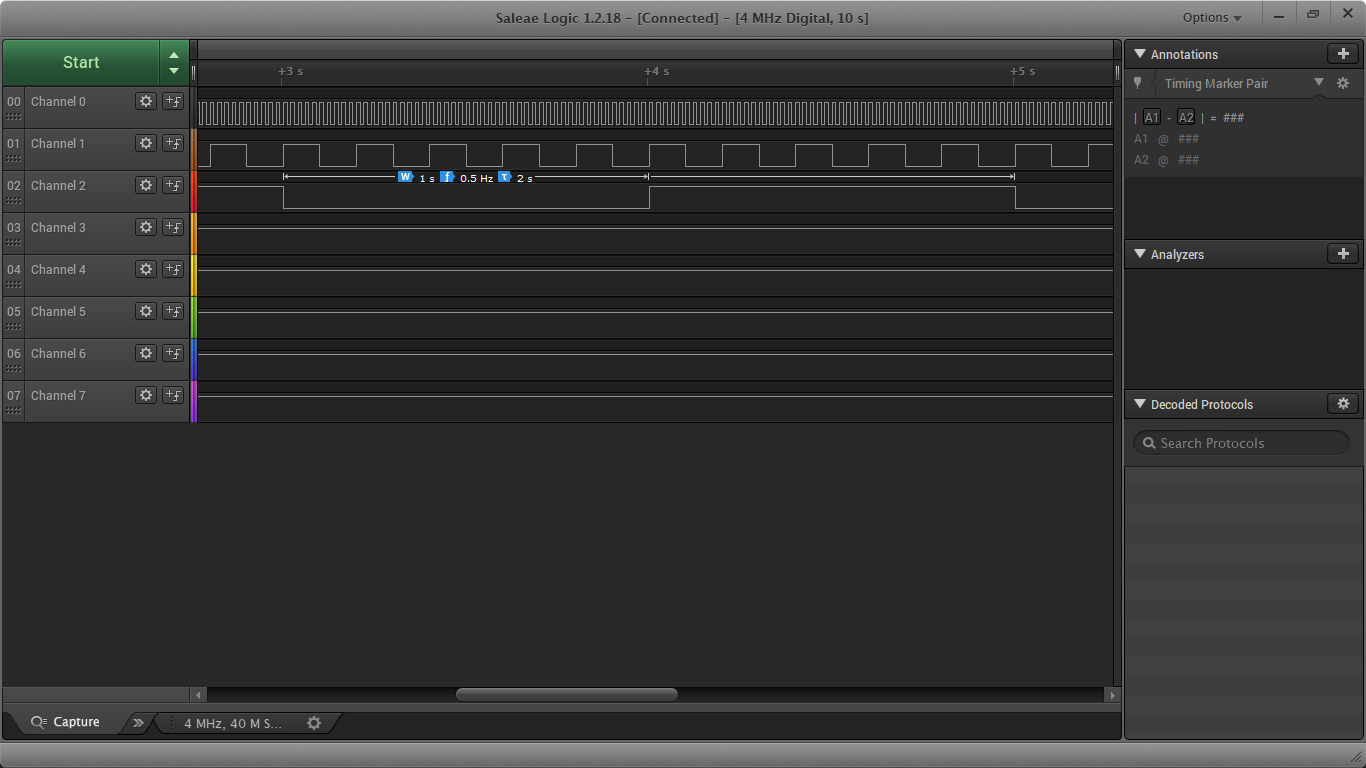 Saleae Logic 1.2.18 - [Connected] - [4 MHz Digital, 10 s]
Options
Start
+3 s
+4 s
+5 s
00 Channel 0
01 Channel 1
02 Channel 2
W 1 s f 0.5 Hz τ 2 s
03 Channel 3
04 Channel 4
05 Channel 5
06 Channel 6
07 Channel 7
Capture
4 MHz, 40 M S...
Annotations
Timing Marker Pair
| A1 - A2 | = ###
A1 @ ###
A2 @ ###
Analyzers
Decoded Protocols
Search Protocols